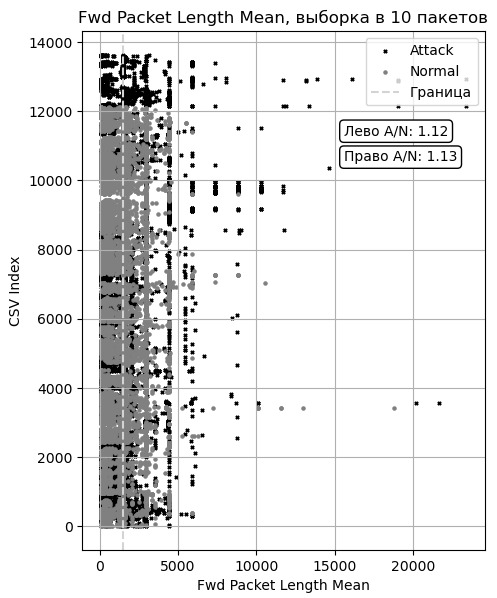 Fwd Packet Length Mean, выборка в 10 пакетов
Attack
Normal
Граница
Лево A/N: 1.12
Право A/N: 1.13
14000
12000
10000
8000
6000
4000
2000
0
CSV Index
0 5000 10000 15000 20000
Fwd Packet Length Mean